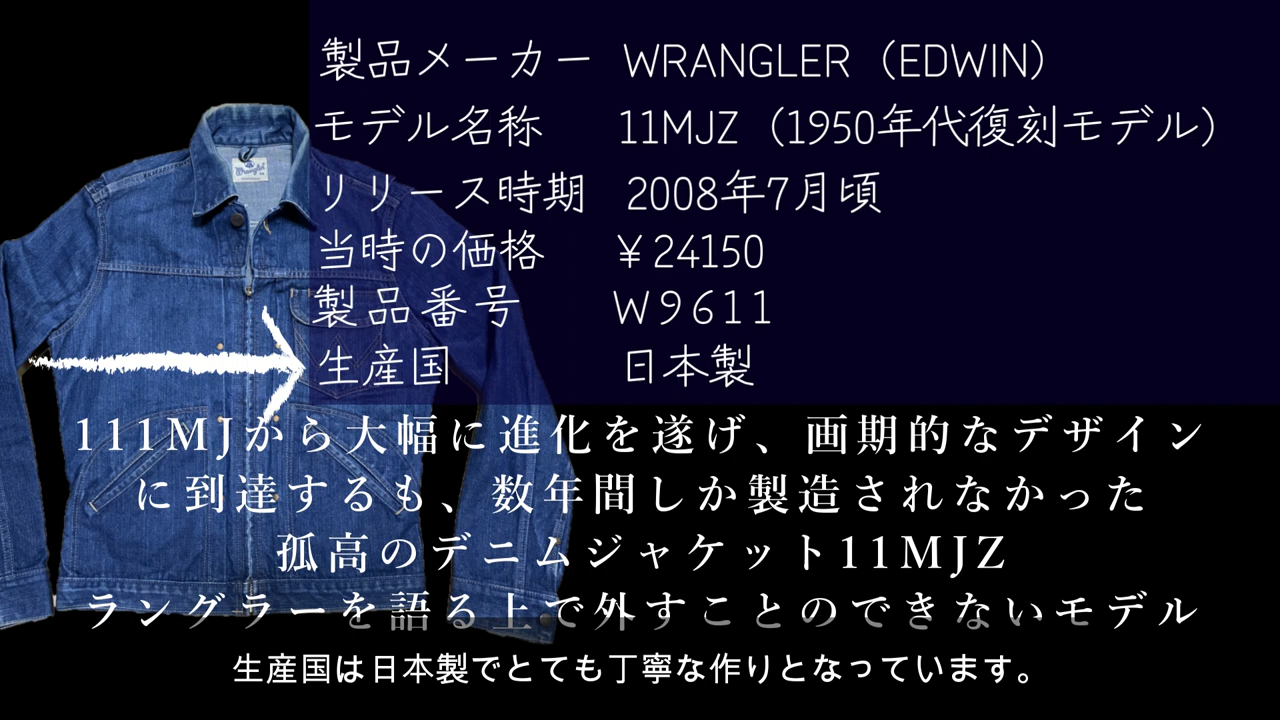 製品メーカー WRANGLER（EDWIN）
モデル名称 11MJZ（1950年代復刻モデル）
リリース時期 2008年7月頃
当時の価格 ￥24150
製品番号 Ｗ９６１１
生産国 日本製
Wrangler
111MJから大幅に進化を遂げ、画期的なデザイン
に到達するも、数年間しか製造されなかった
孤高のデニムジャケット11MJZ
ラングラーを語る上で外すことのできないモデル
生産国は日本製でとても丁寧な作りとなっています。